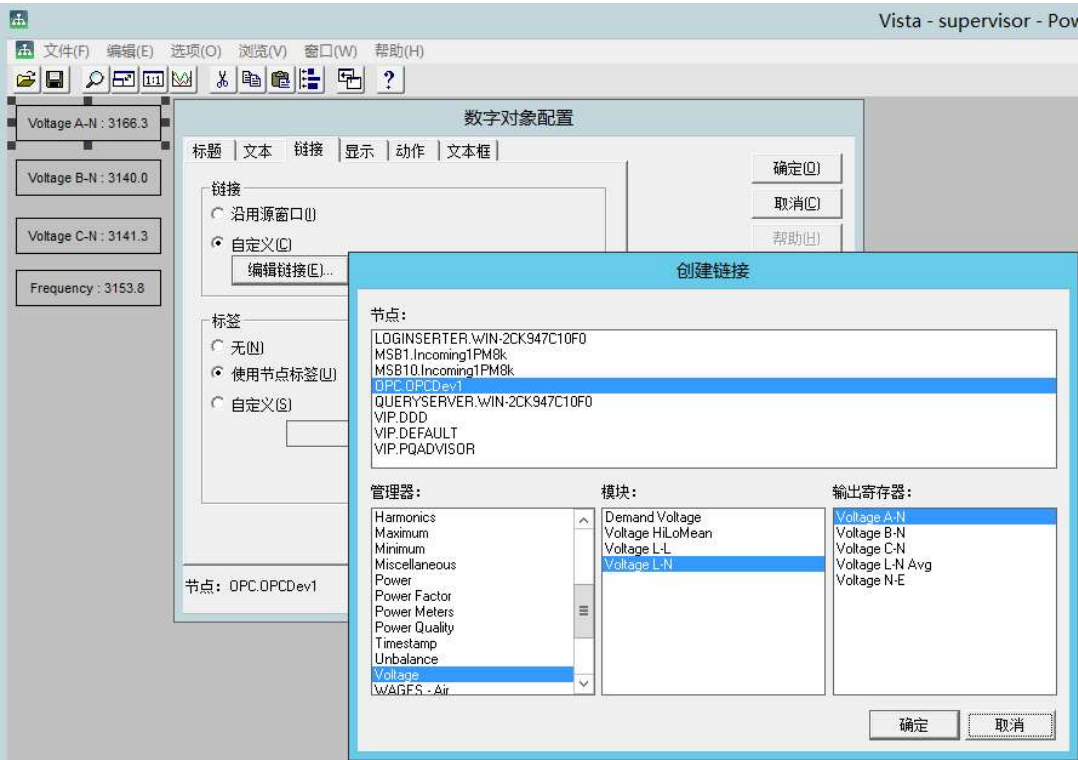 Vista - supervisor - Pow
文件(F) 编辑(E) 选项(O) 浏览(V) 窗口(W) 帮助(H)
1:1 ?
Voltage A-N : 3166.3
Voltage B-N : 3140.0
Voltage C-N : 3141.3
Frequency : 3153.8
数字对象配置
标题 文本 链接 显示 动作 文本框
确定(O)
取消(C)
帮助(H)
链接
沿用源窗口(I)
自定义(C)
编辑链接(E)...
标签
无(N)
使用节点标签(U)
自定义(S)
节点: OPC.OPCDev1
创建链接
节点:
LOGINSERTER.WIN-2CK947C10F0
MSB1.Incoming1PM8k
MSB10.Incoming1PM8k
OPC.OPCDev1
QUERYSERVER.WIN-2CK947C10F0
VIP.DDD
VIP.DEFAULT
VIP.PQADVISOR
管理器:
Harmonics
Maximum
Minimum
Miscellaneous
Power
Power Factor
Power Meters
Power Quality
Timestamp
Unbalance
Voltage
WAGES - Air
模块:
Demand Voltage
Voltage HiLoMean
Voltage L-L
Voltage L-N
输出寄存器:
Voltage A-N
Voltage B-N
Voltage C-N
Voltage L-N Avg
Voltage N-E
确定 取消